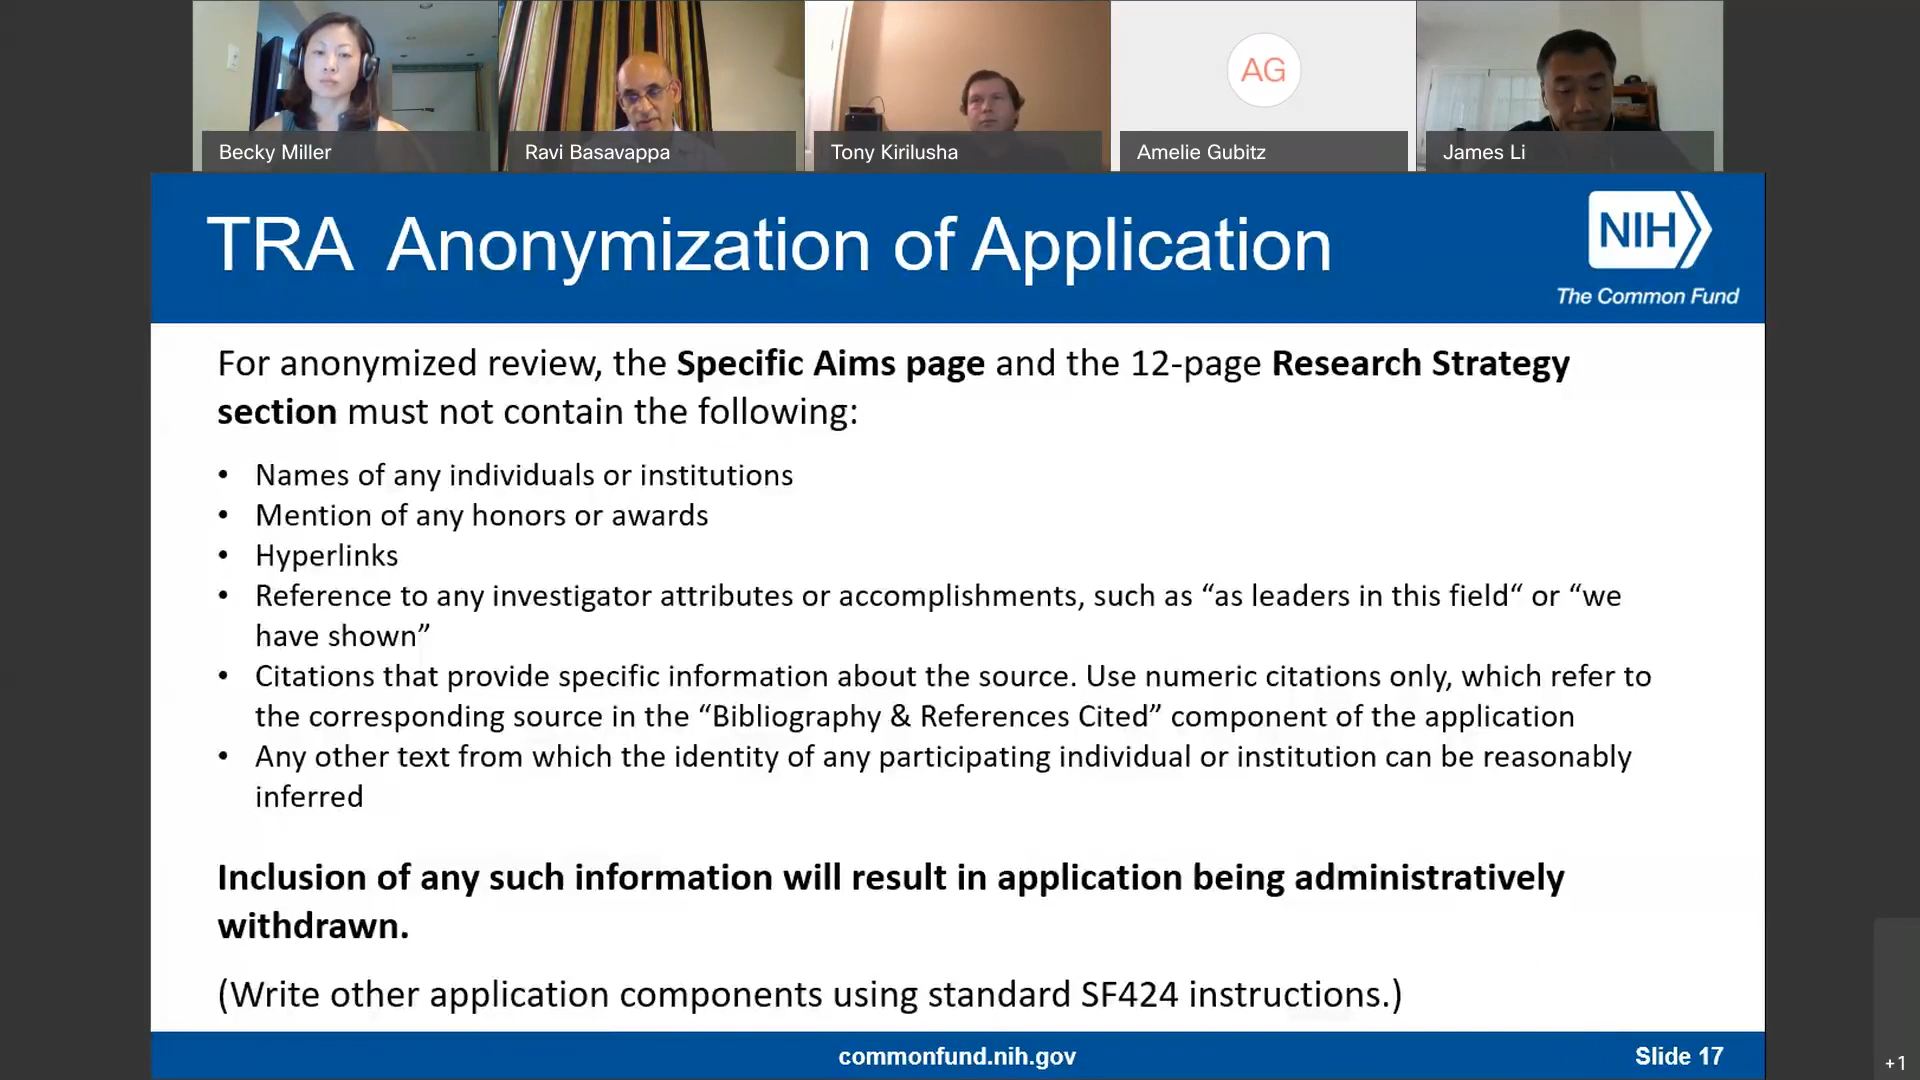 Becky Miller
Ravi Basavappa
Tony Kirilusha
AG
Amelie Gubitz
James Li
TRA Anonymization of Application
NIH
The Common Fund
For anonymized review, the Specific Aims page and the 12-page Research Strategy
section must not contain the following:
• Names of any individuals or institutions
• Mention of any honors or awards
• Hyperlinks
• Reference to any investigator attributes or accomplishments, such as “as leaders in this field“ or “we
have shown”
• Citations that provide specific information about the source. Use numeric citations only, which refer to
the corresponding source in the “Bibliography & References Cited” component of the application
• Any other text from which the identity of any participating individual or institution can be reasonably
inferred
Inclusion of any such information will result in application being administratively
withdrawn.
(Write other application components using standard SF424 instructions.)
commonfund.nih.gov
Slide 17
+1